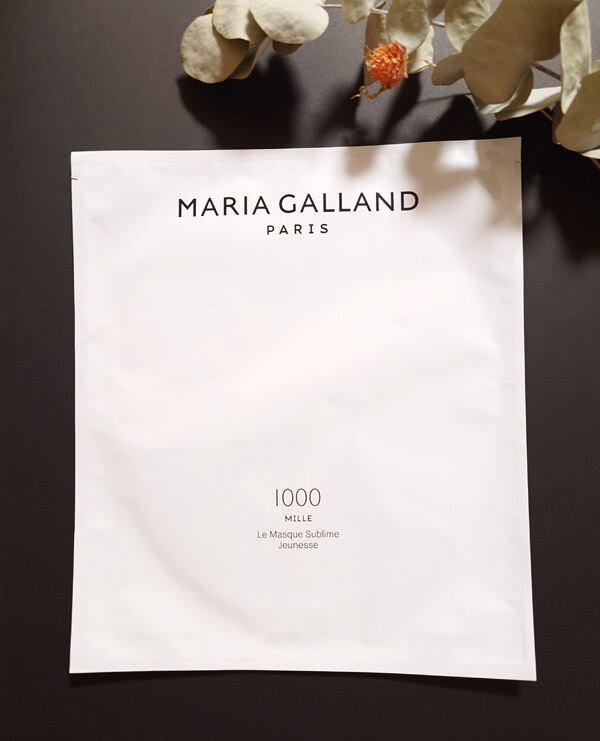 MARIA GALLAND
PARIS
1000
MILLE
Le Masque Sublime
Jeunesse